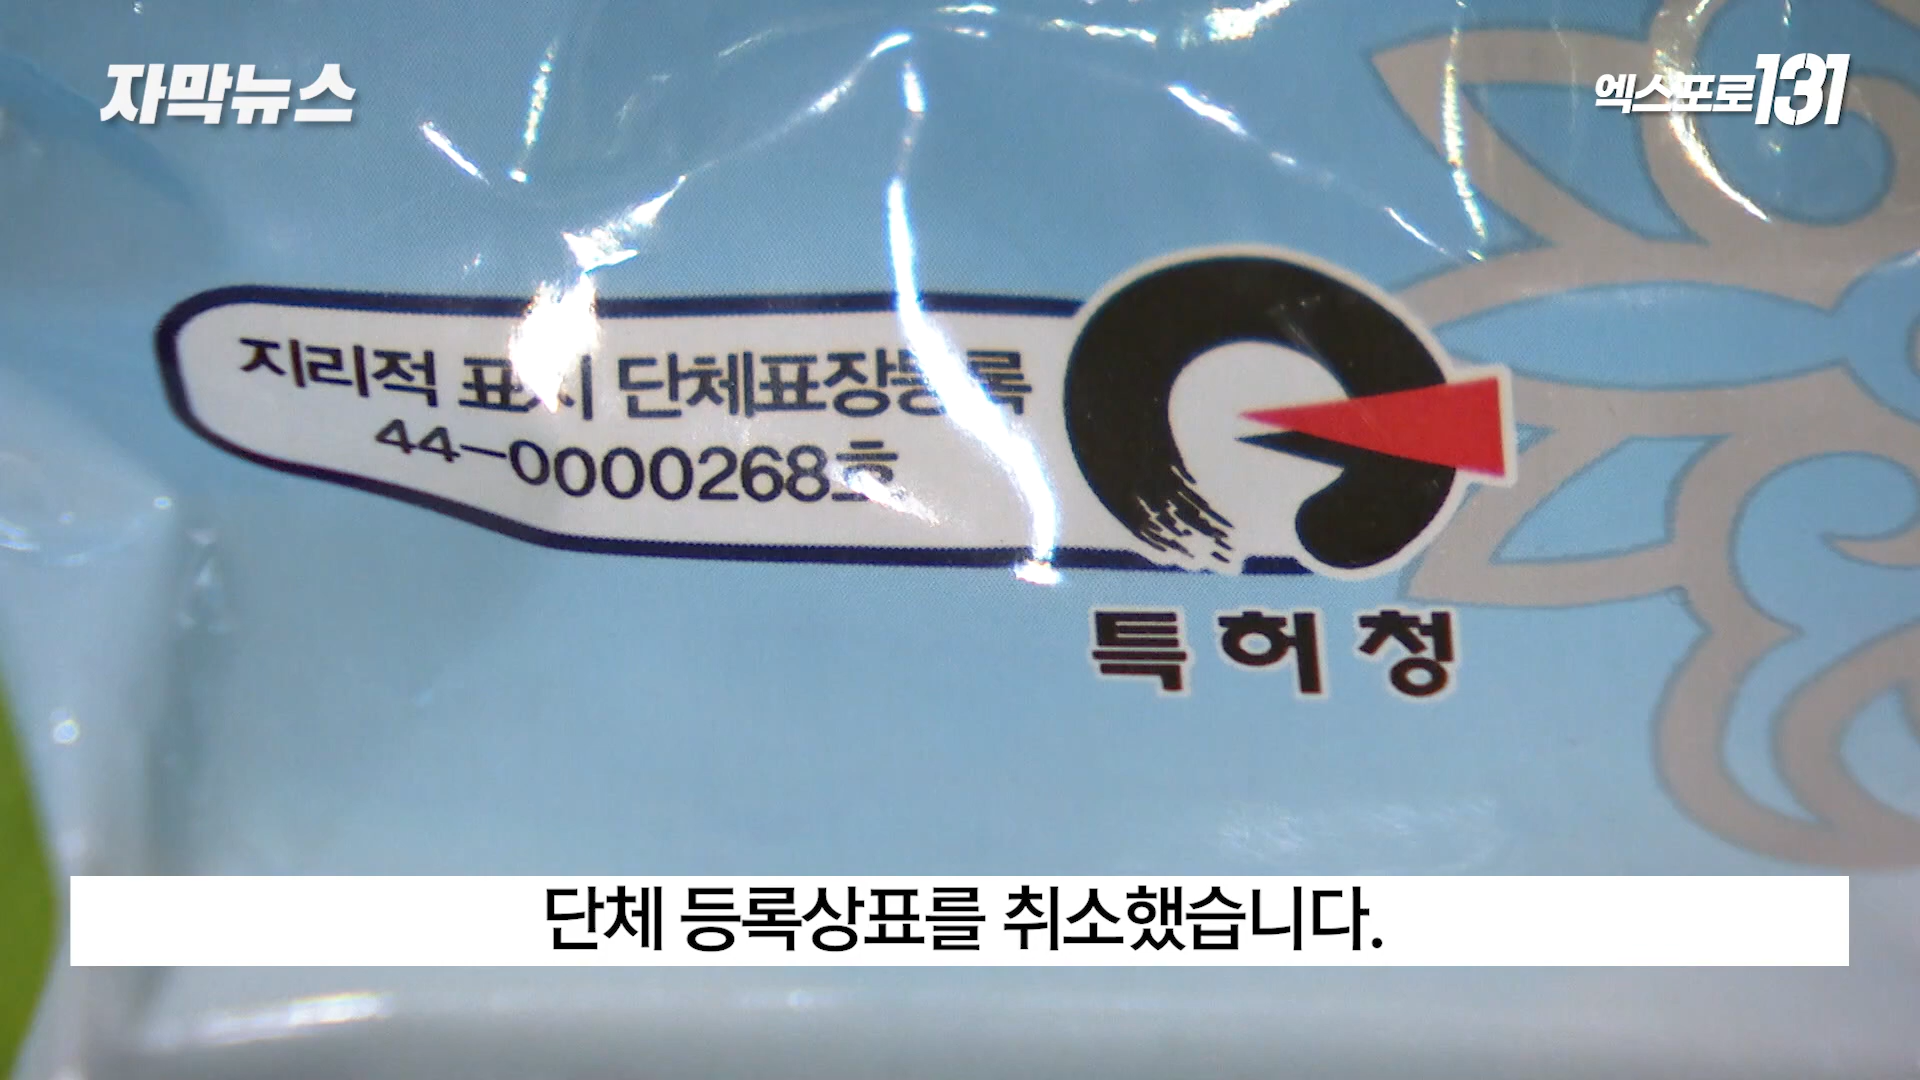 자막뉴스
엑스포로131
지리적 표시 단체표장등록
44-0000268호
특허청
단체 등록상표를 취소했습니다.